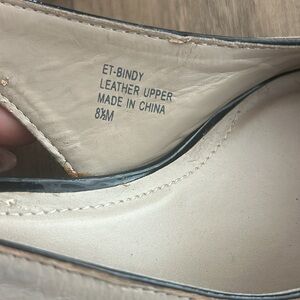 ET-BINDY
LEATHER UPPER
MADE IN CHINA
8½M